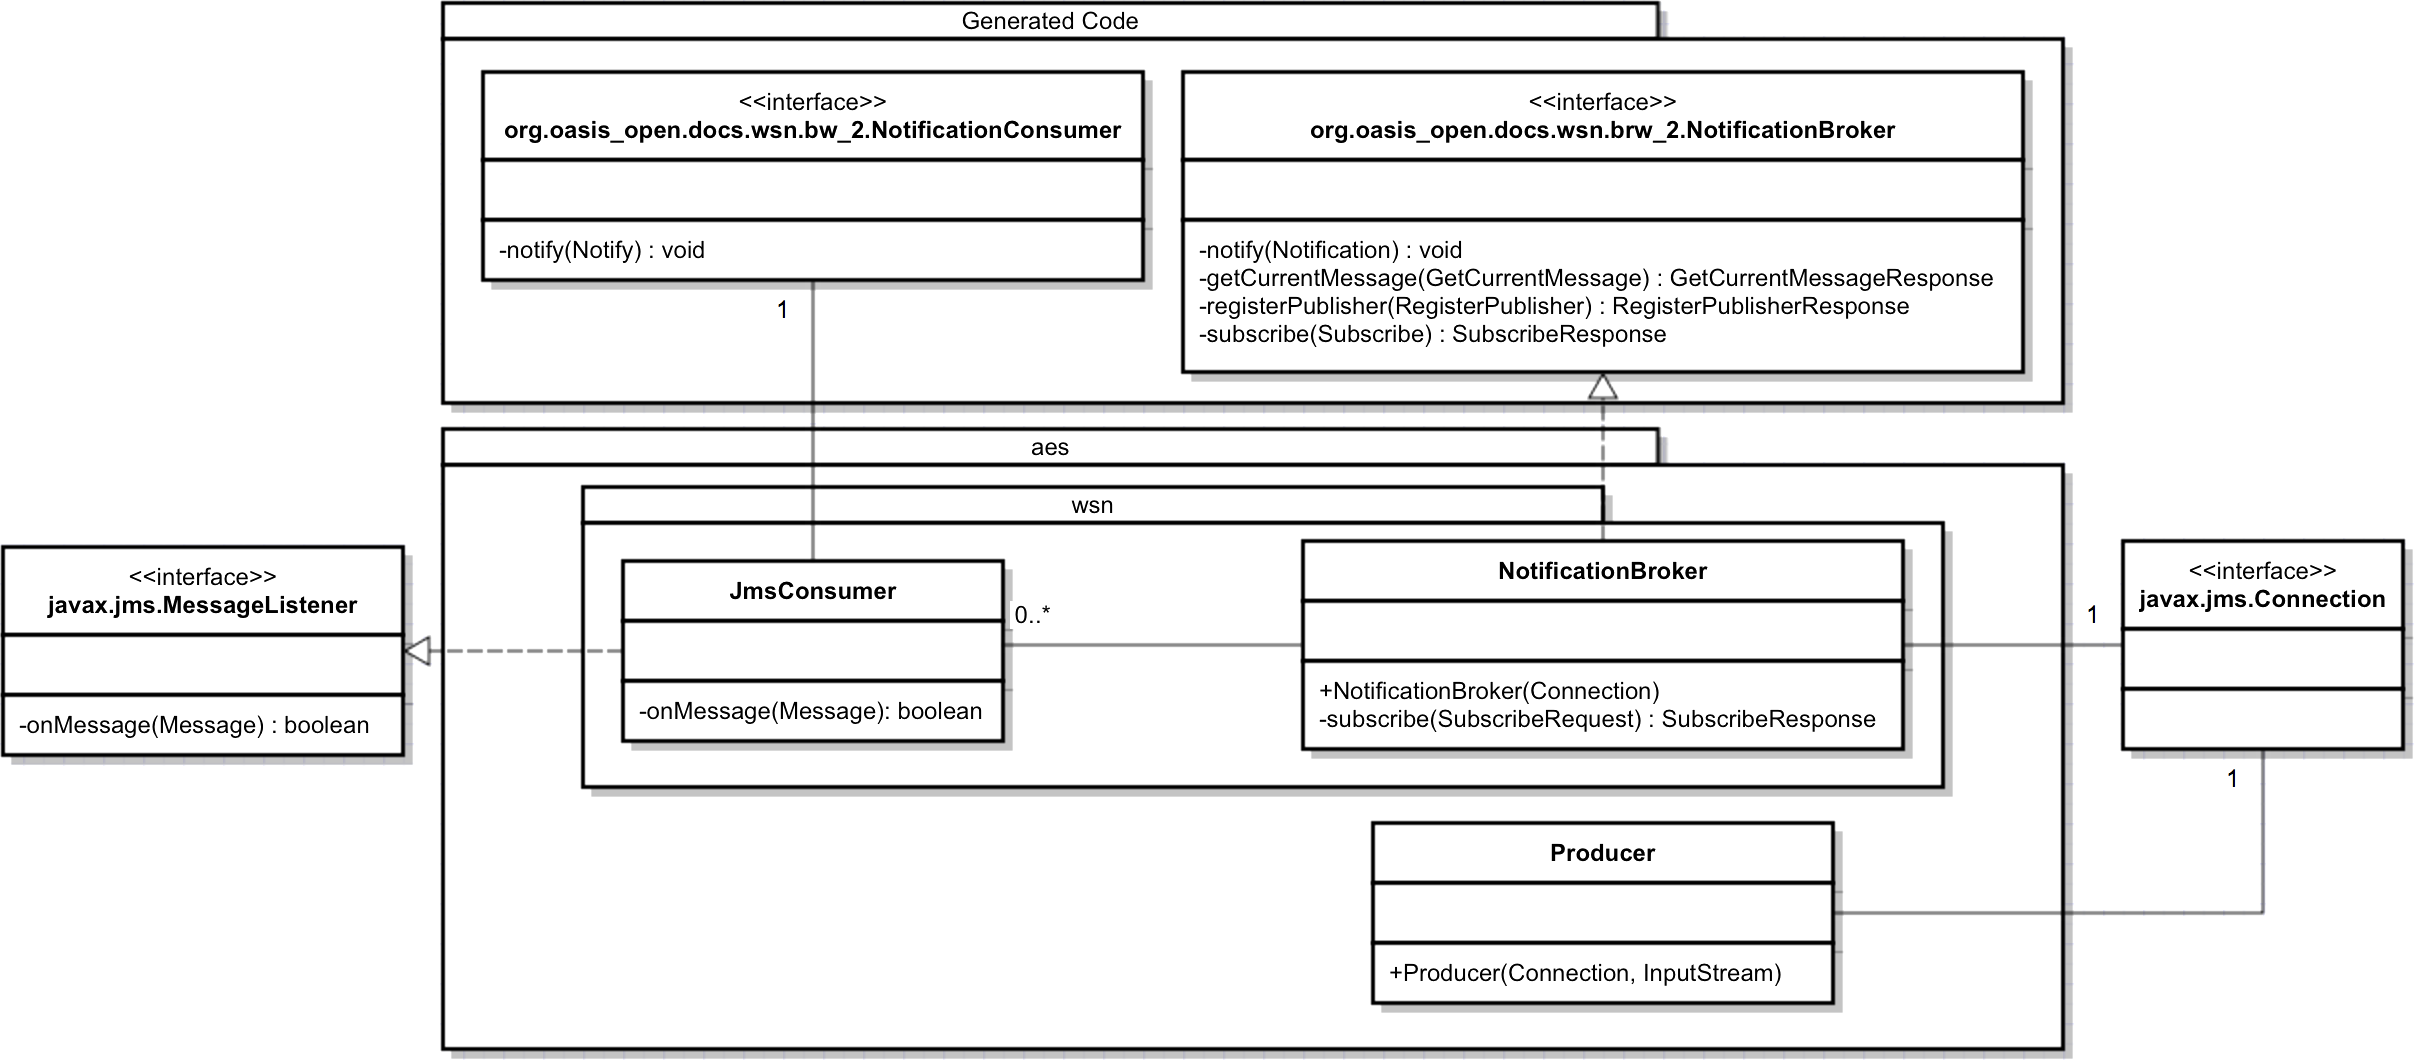 Generated Code
<<interface>>
org.oasis_open.docs.wsn.bw_2.NotificationConsumer
-notify(Notify) : void
<<interface>>
org.oasis_open.docs.wsn.brw_2.NotificationBroker
-notify(Notification) : void
-getCurrentMessage(GetCurrentMessage) : GetCurrentMessageResponse
-registerPublisher(RegisterPublisher) : RegisterPublisherResponse
-subscribe(Subscribe) : SubscribeResponse
1
aes
wsn
<<interface>>
javax.jms.MessageListener
-onMessage(Message) : boolean
JmsConsumer
-onMessage(Message): boolean
0..*
NotificationBroker
+NotificationBroker(Connection)
-subscribe(SubscribeRequest) : SubscribeResponse
1
<<interface>>
javax.jms.Connection
1
Producer
+Producer(Connection, InputStream)